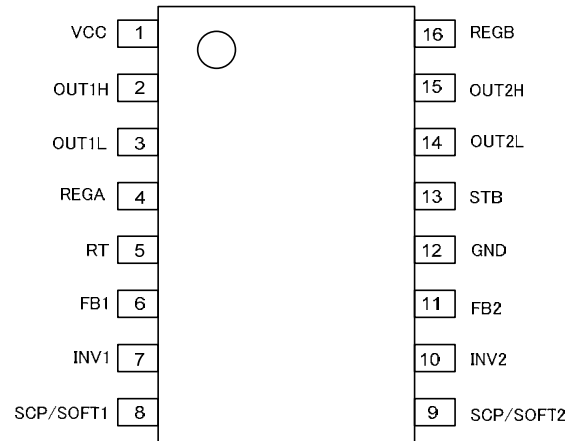 VCC 1 16 REGB
OUT1H 2 15 OUT2H
OUT1L 3 14 OUT2L
REGA 4 13 STB
RT 5 12 GND
FB1 6 11 FB2
INV1 7 10 INV2
SCP/SOFT1 8 9 SCP/SOFT2